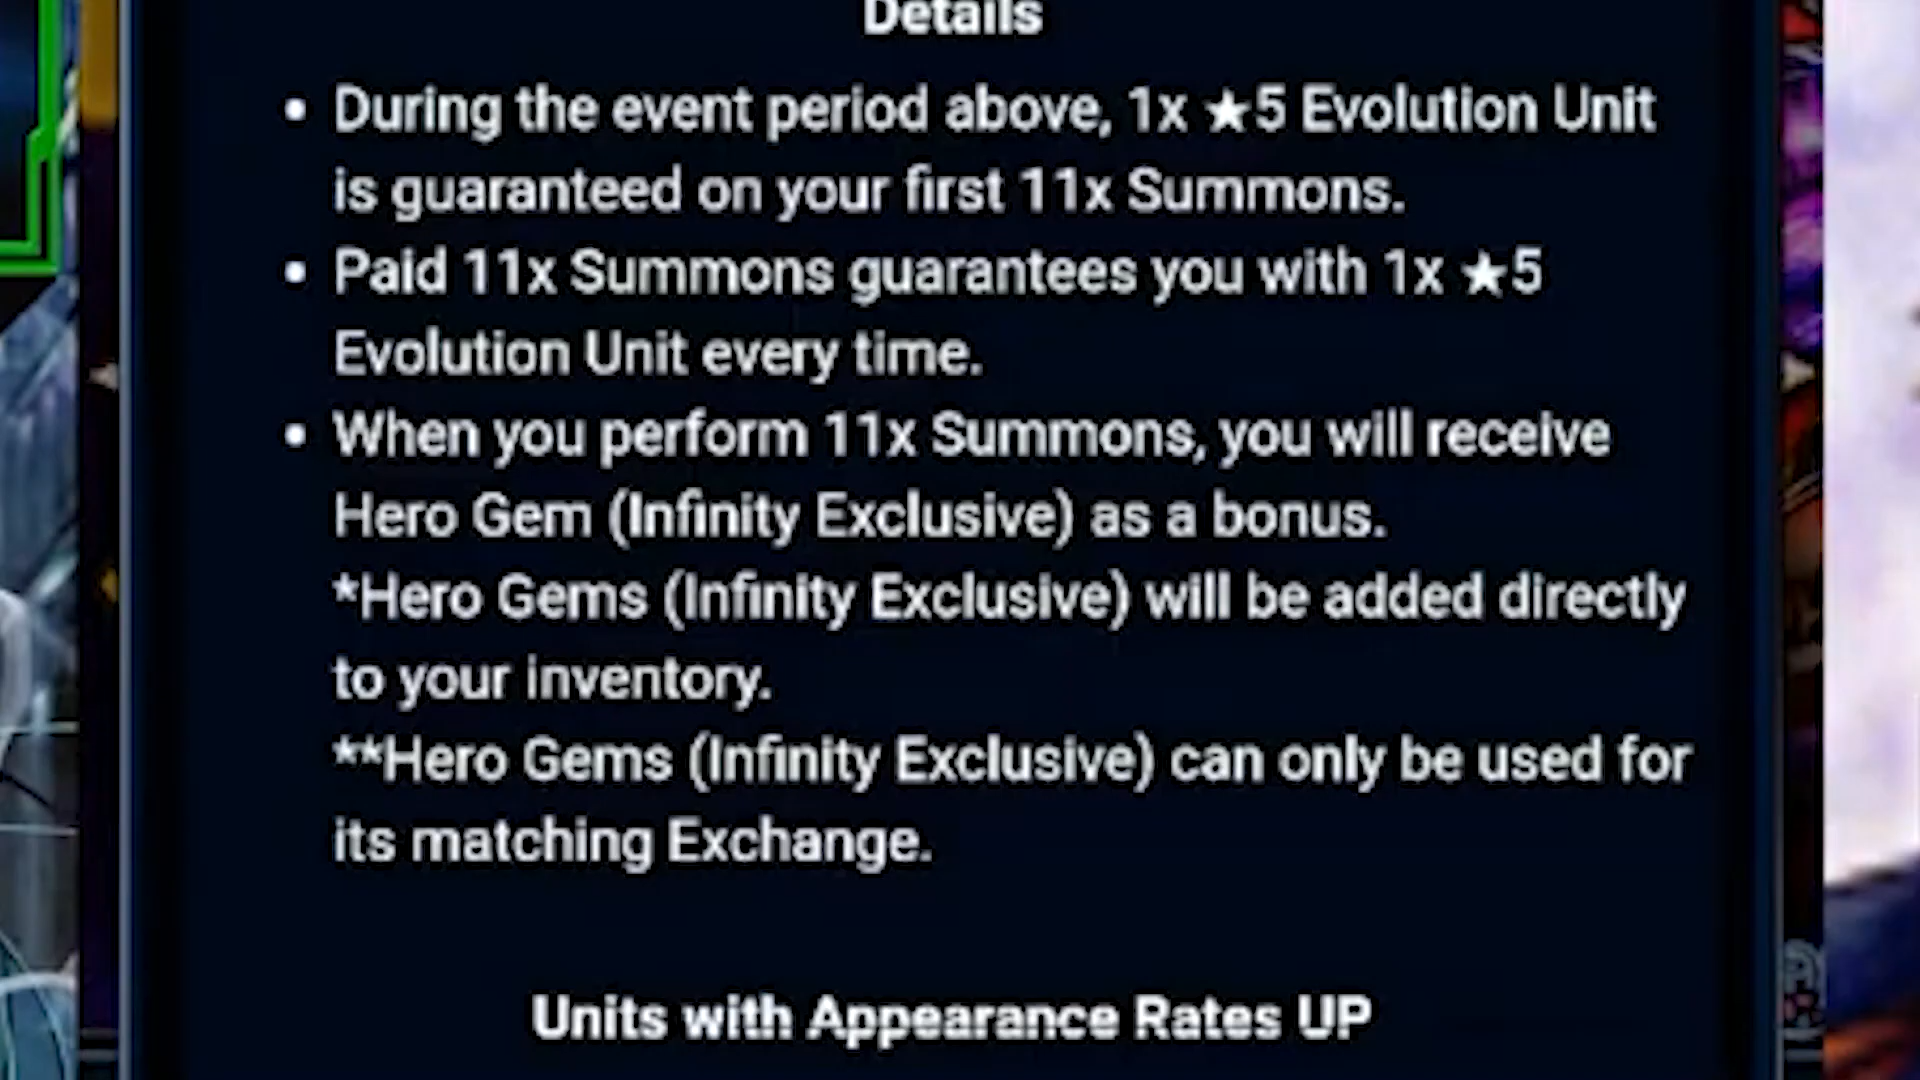 Details
• During the event period above, 1x ★5 Evolution Unit
is guaranteed on your first 11x Summons.
• Paid 11x Summons guarantees you with 1x ★5
Evolution Unit every time.
• When you perform 11x Summons, you will receive
Hero Gem (Infinity Exclusive) as a bonus.
*Hero Gems (Infinity Exclusive) will be added directly
to your inventory.
**Hero Gems (Infinity Exclusive) can only be used for
its matching Exchange.
Units with Appearance Rates UP